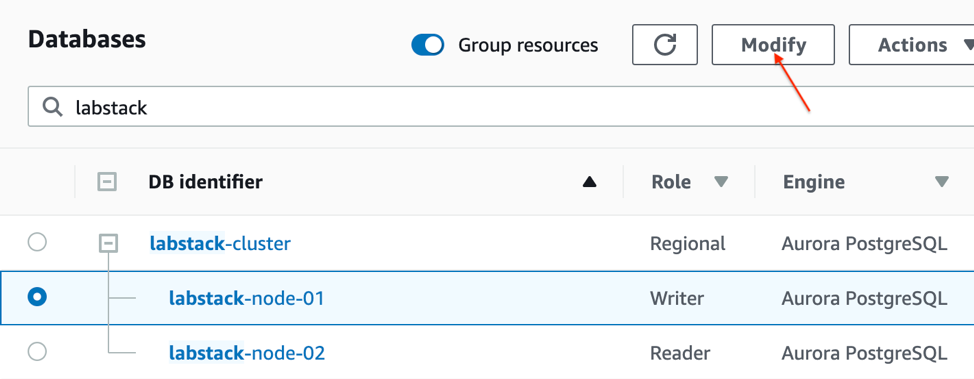 Databases Group resources Modify Actions
labstack
DB identifier Role Engine
labstack-cluster Regional Aurora PostgreSQL
labstack-node-01 Writer Aurora PostgreSQL
labstack-node-02 Reader Aurora PostgreSQL